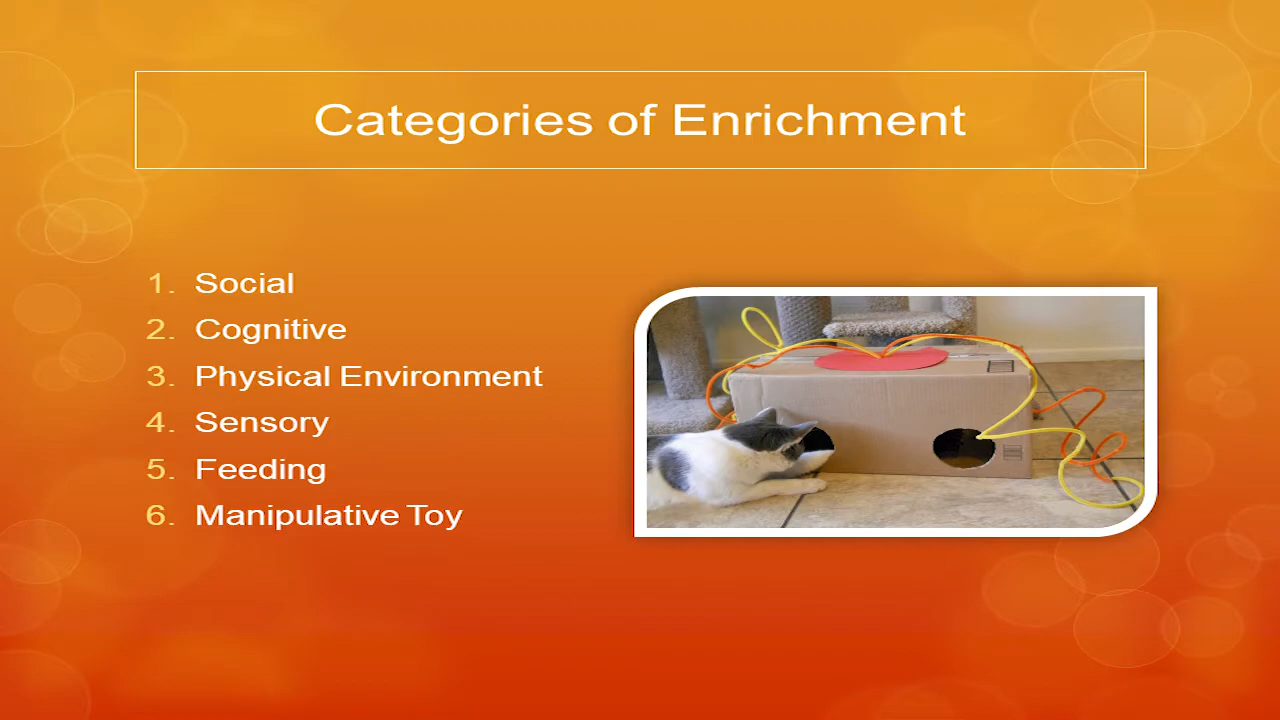 Categories of Enrichment
1. Social
2. Cognitive
3. Physical Environment
4. Sensory
5. Feeding
6. Manipulative Toy